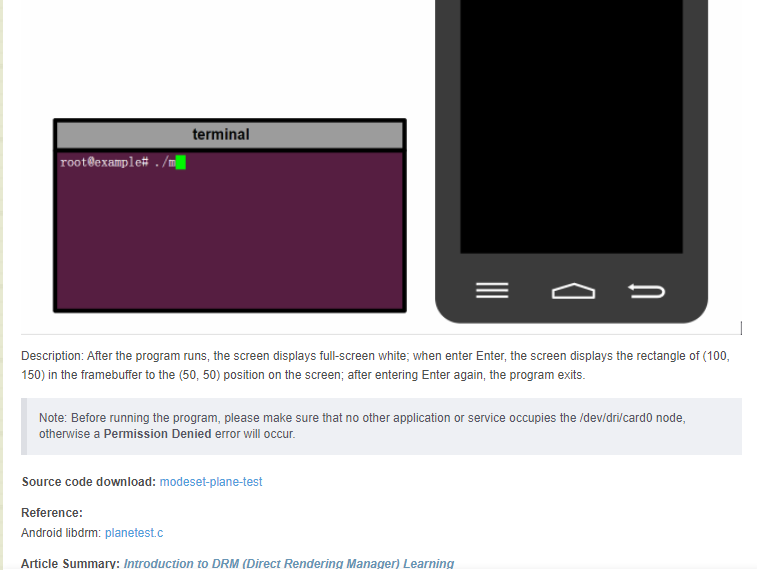 terminal
root@example# ./m
Description: After the program runs, the screen displays full-screen white; when enter Enter, the screen displays the rectangle of (100,
150) in the framebuffer to the (50, 50) position on the screen; after entering Enter again, the program exits.
Note: Before running the program, please make sure that no other application or service occupies the /dev/dri/card0 node,
otherwise a Permission Denied error will occur.
Source code download: modeset-plane-test
Reference:
Android libdrm: planetest.c
Article Summary: Introduction to DRM (Direct Rendering Manager) Learning